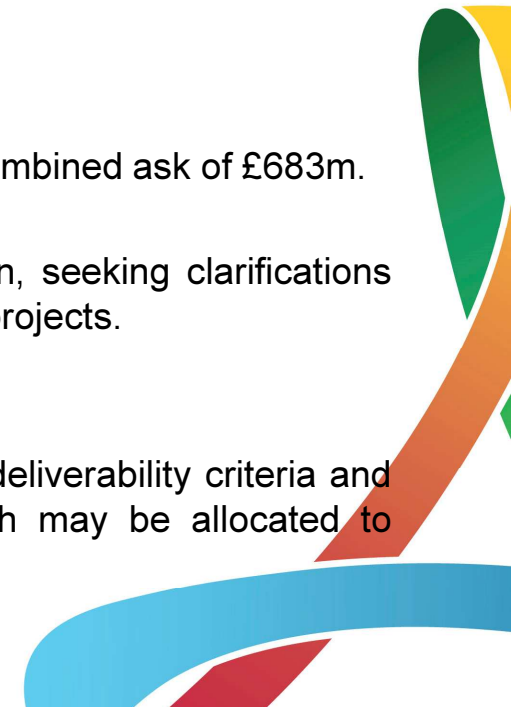 mbined ask of £683m.
n, seeking clarifications
rojects.
deliverability criteria and
h may be allocated to